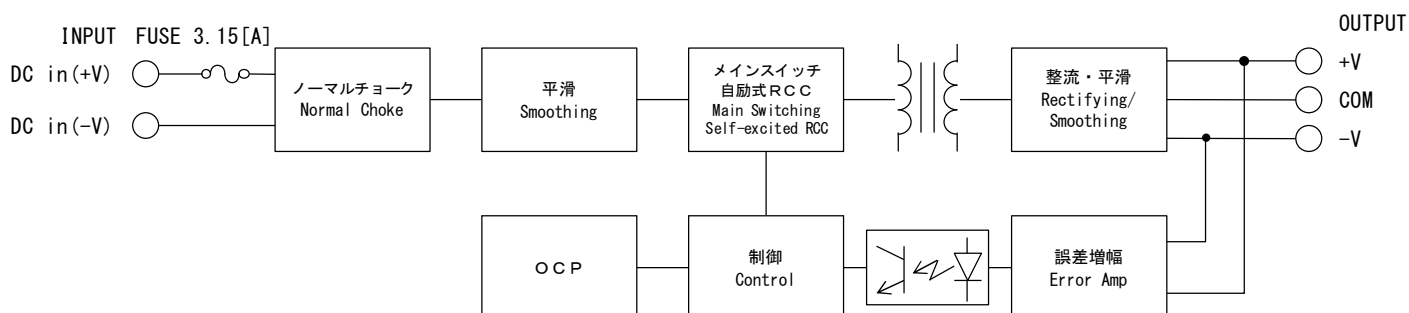 INPUT FUSE 3.15[A]
DC in(+V)
DC in(-V)
ノーマルチョーク
Normal Choke
平滑
Smoothing
メインスイッチ
自励式RCC
Main Switching
Self-excited RCC
整流・平滑
Rectifying/
Smoothing
OUTPUT
+V
COM
-V
OCP
制御
Control
誤差増幅
Error Amp